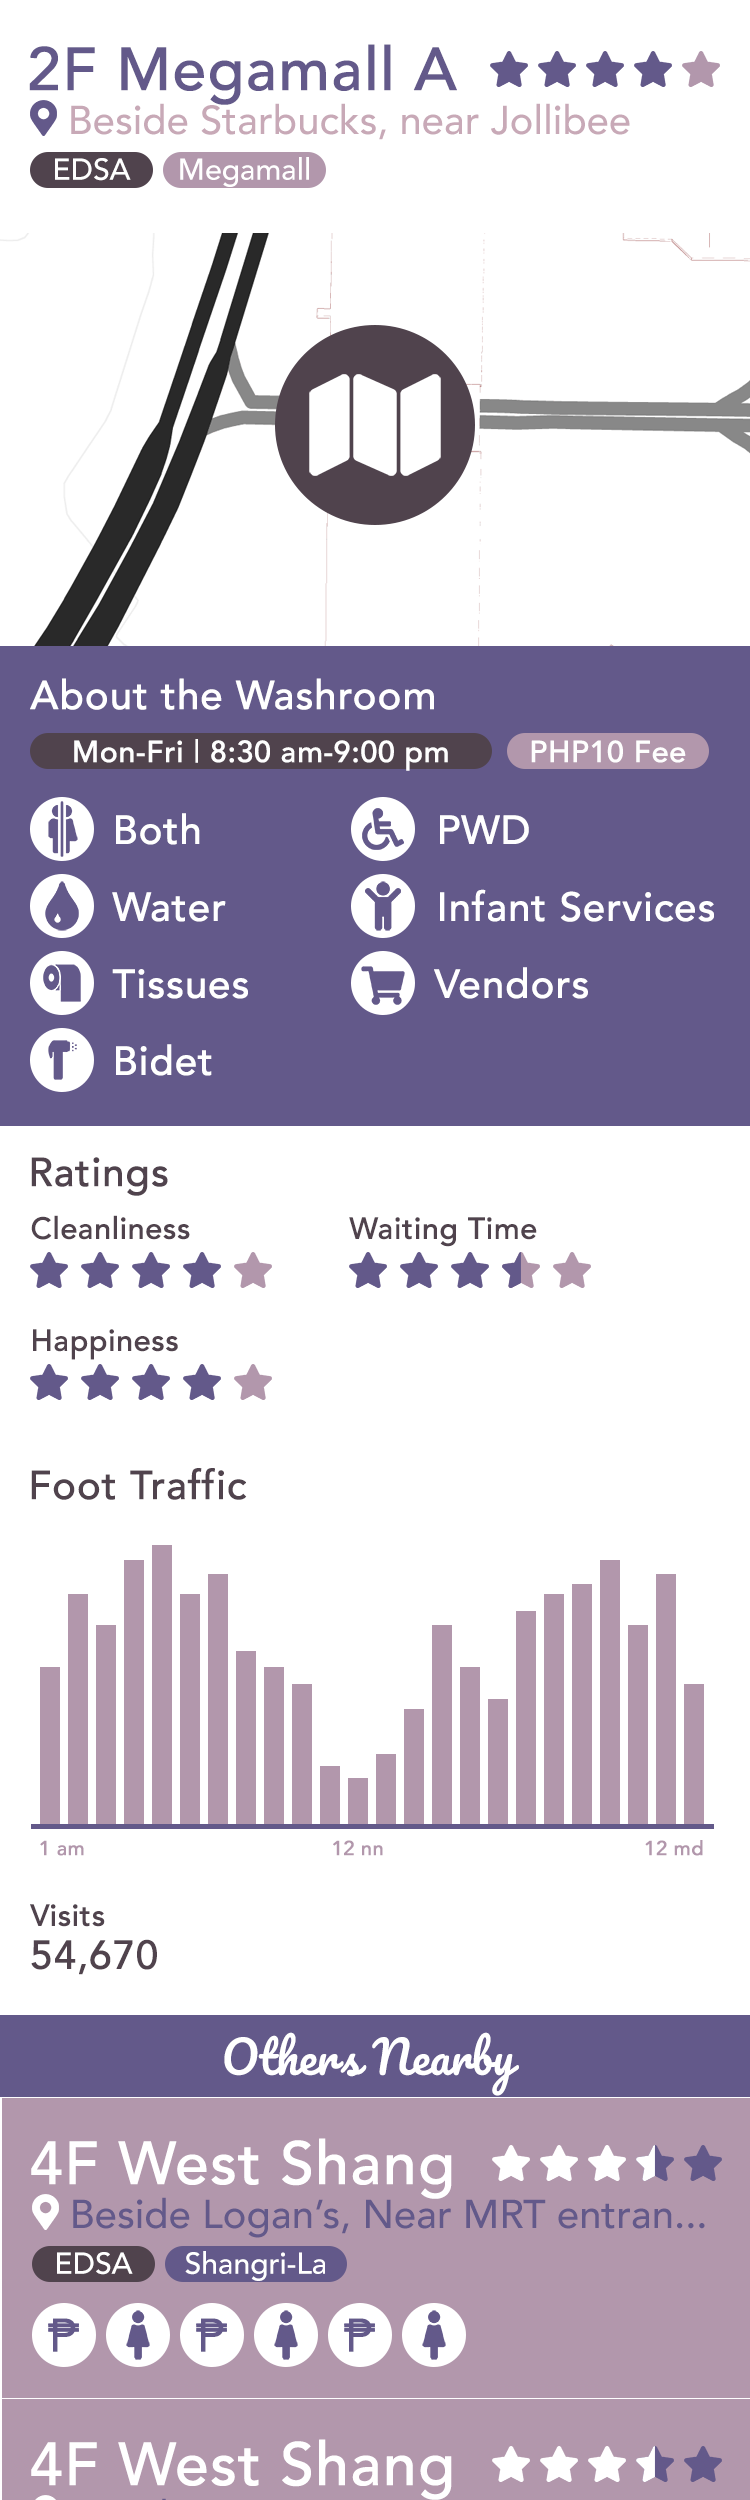 2F Megamall A
Beside Starbucks, near Jollibee
EDSA Megamall
About the Washroom
Mon-Fri | 8:30 am-9:00 pm PHP10 Fee
Both PWD
Water Infant Services
Tissues Vendors
Bidet
Ratings
Cleanliness Waiting Time
Happiness
Foot Traffic
1 am 12 nn 12 md
Visits
54,670
Others Nearby
4F West Shang
Beside Logan's, Near MRT entran...
EDSA Shangri-La
4F West Shang